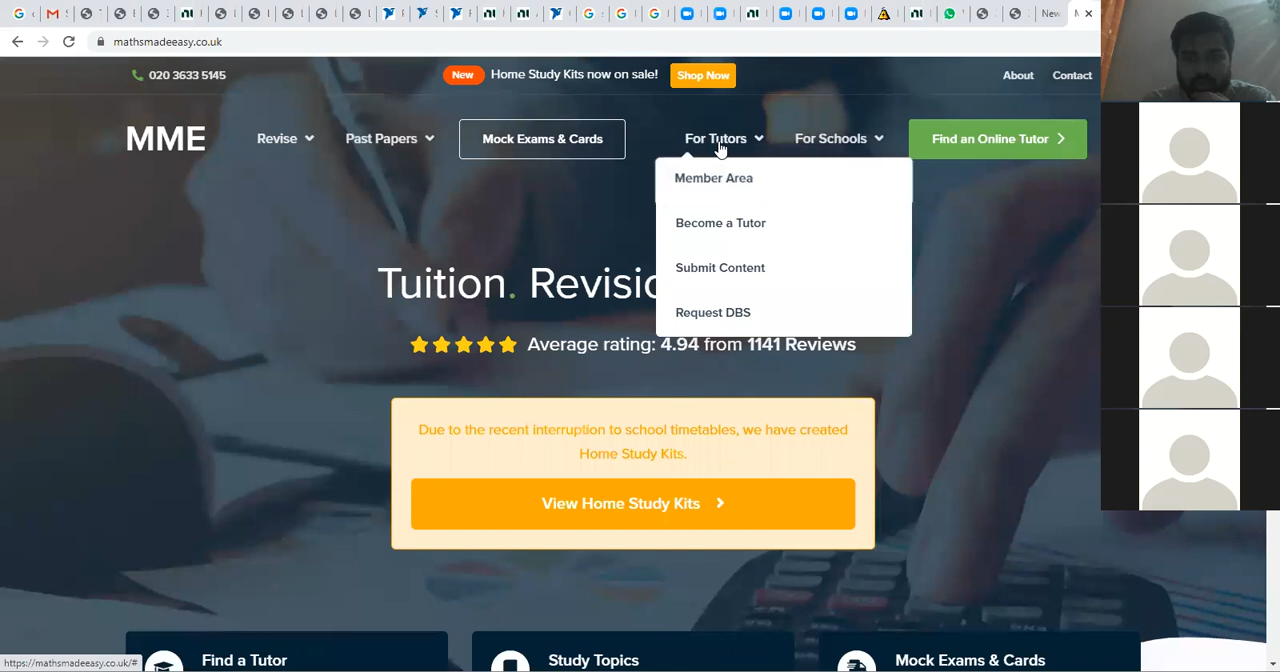 mathsmadeeasy.co.uk
020 3633 5145
New Home Study Kits now on sale! Shop Now
About Contact
MME
Revise Past Papers Mock Exams & Cards For Tutors For Schools Find an Online Tutor
Member Area
Become a Tutor
Submit Content
Request DBS
Tuition. Revisi
Average rating: 4.94 from 1141 Reviews
Due to the recent interruption to school timetables, we have created
Home Study Kits.
View Home Study Kits
Find a Tutor Study Topics Mock Exams & Cards
https://mathsmadeeasy.co.uk/#